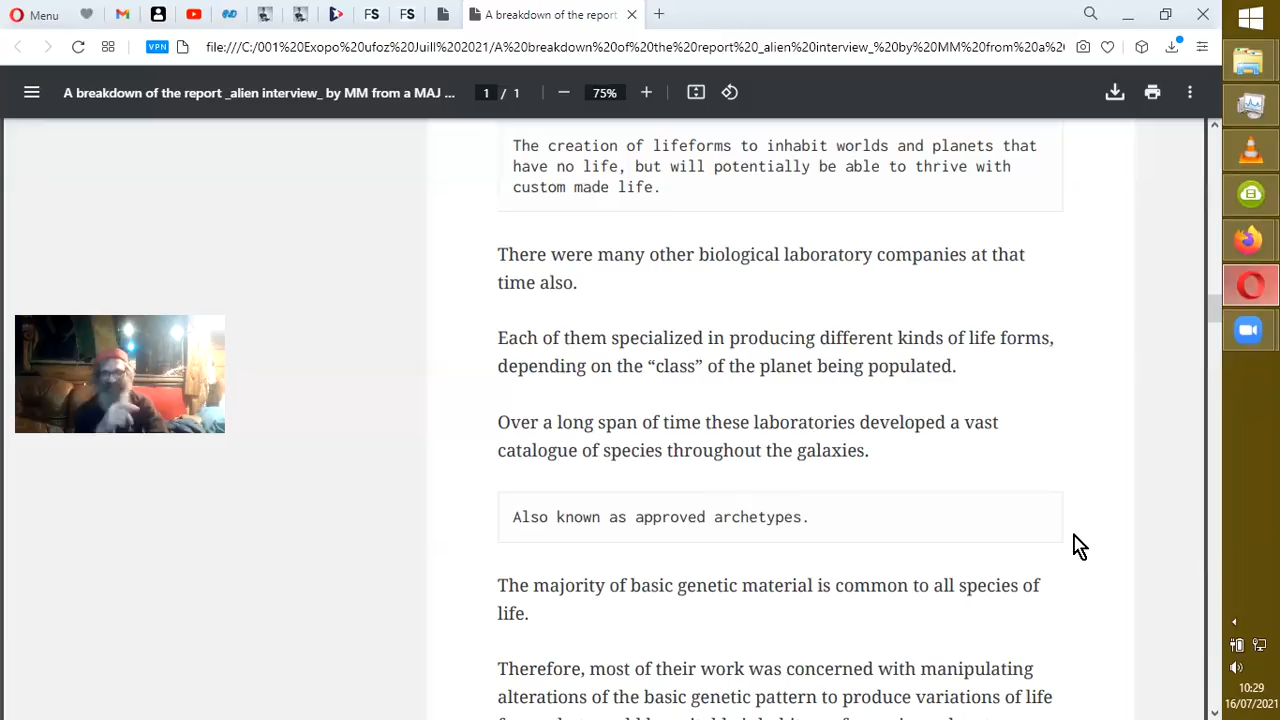 Menu
FS
FS
A breakdown of the report
VPN
file:///C:/001%20Exopo%20ufoz%20Juill%202021/A%20breakdown%20of%20the%20report%20_alien%20interview_%20by%20MM%20from%20a%20
A breakdown of the report _alien interview_ by MM from a MAJ ...
1 / 1
75%
The creation of lifeforms to inhabit worlds and planets that
have no life, but will potentially be able to thrive with
custom made life.
There were many other biological laboratory companies at that
time also.
Each of them specialized in producing different kinds of life forms,
depending on the “class” of the planet being populated.
Over a long span of time these laboratories developed a vast
catalogue of species throughout the galaxies.
Also known as approved archetypes.
The majority of basic genetic material is common to all species of
life.
Therefore, most of their work was concerned with manipulating
alterations of the basic genetic pattern to produce variations of life
10:29
16/07/2021